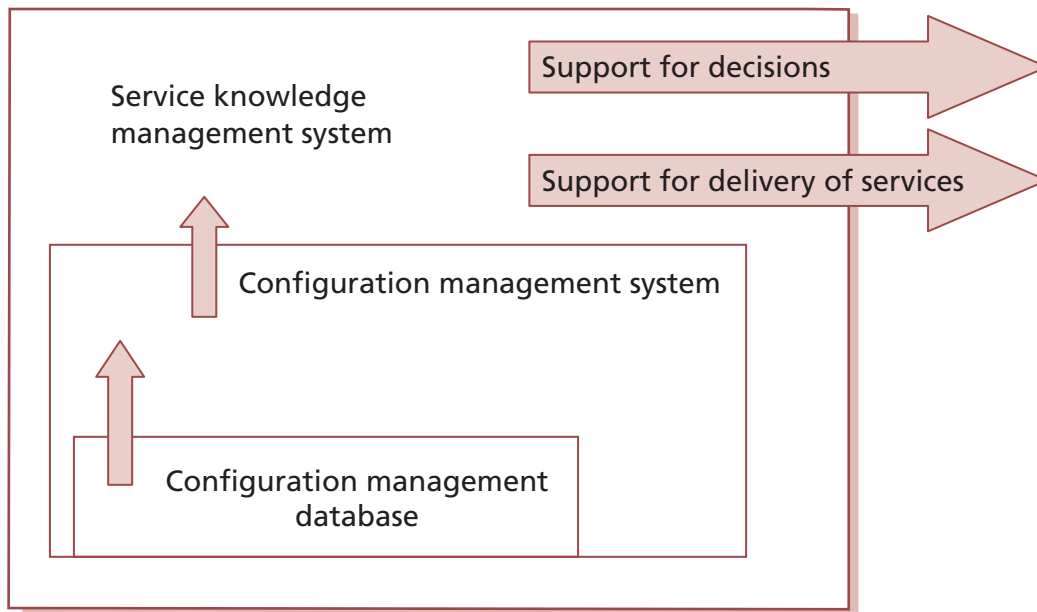 Support for decisions
Service knowledge
management system
Support for delivery of services
Configuration management system
Configuration management
database